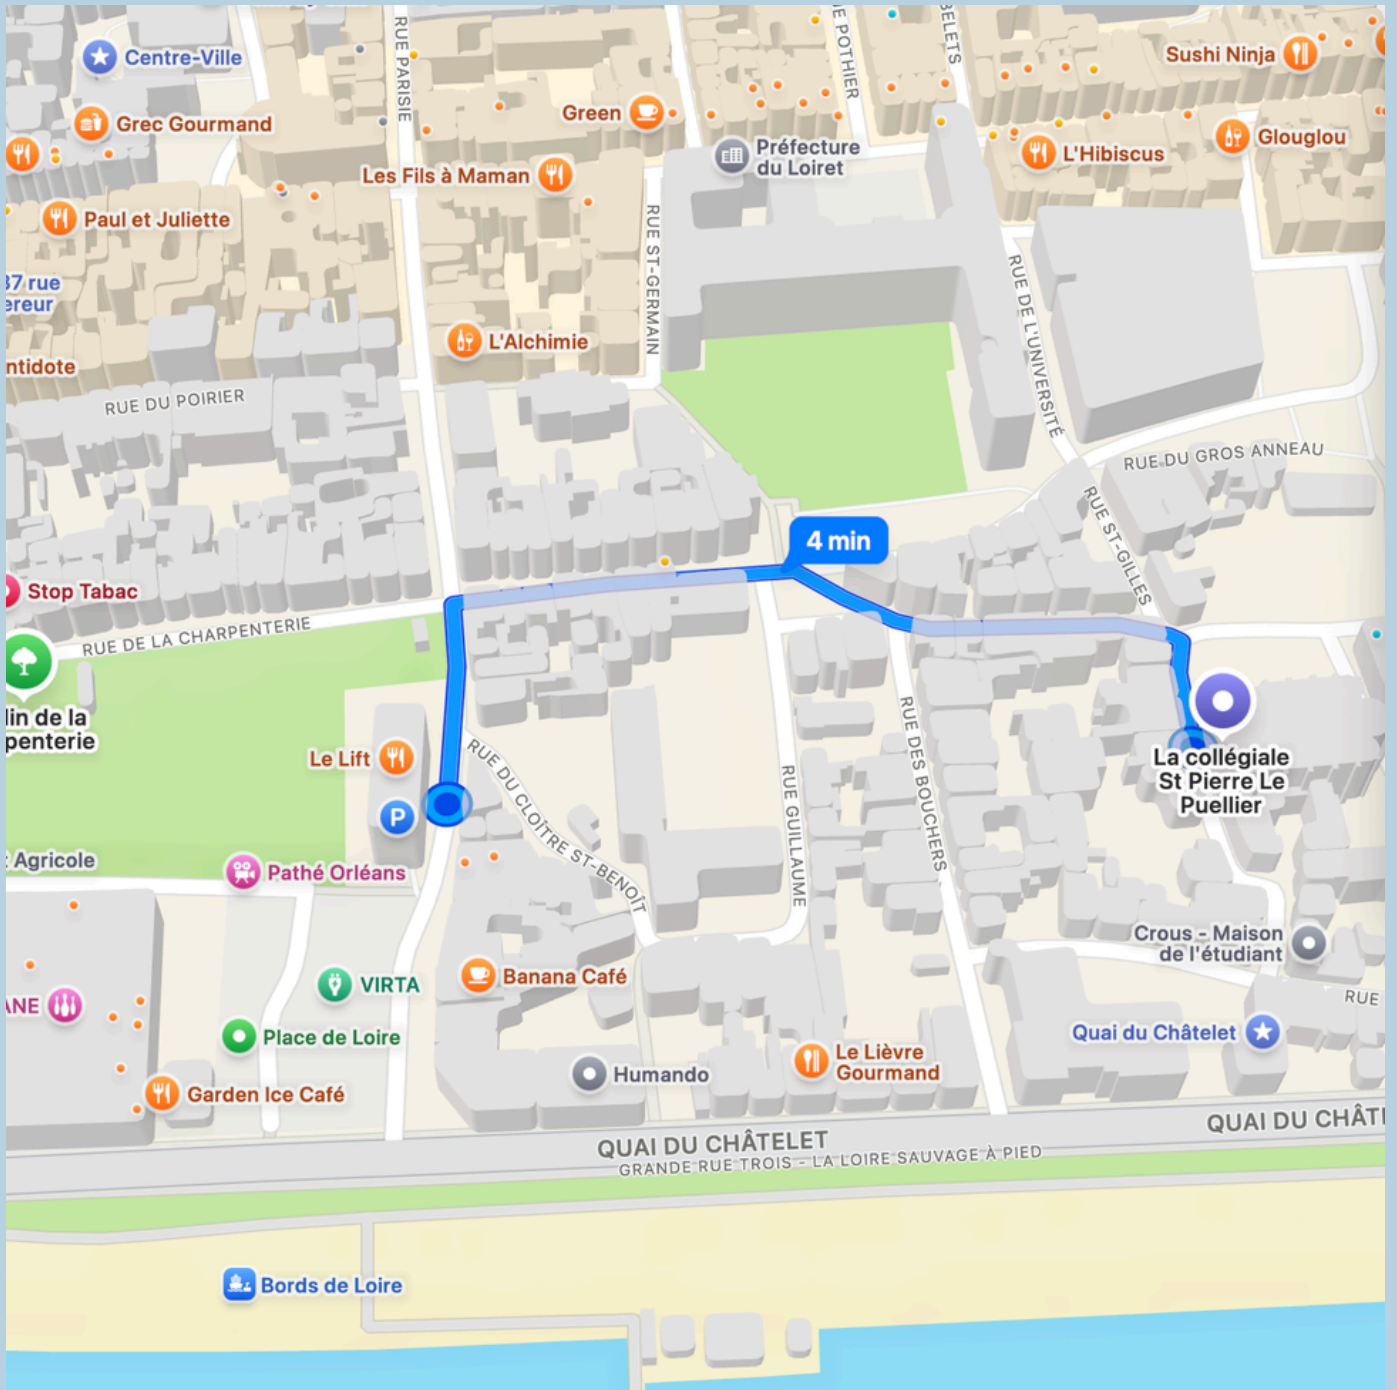 RUE PARISIE
E POTHIER
BELETS
Centre-Ville
Sushi Ninja
Green
Grec Gourmand
Glouglou
Préfecture
du Loiret
L'Hibiscus
Les Fils à Maman
Paul et Juliette
RUE ST-GERMAIN
37 rue
ereur
RUE DE L'UNIVERSITÉ
L'Alchimie
ntidote
RUE DU POIRIER
RUE DU GROS ANNEAU
RUE ST-GILLES
4 min
Stop Tabac
RUE DE LA CHARPENTERIE
din de la
penterie
Le Lift
P
RUE DU CLOÎTRE ST-BENOÎT
RUE GUILLAUME
RUE DES BOUCHERS
La collégiale
St Pierre Le
Puellier
t Agricole
Pathé Orléans
Crous - Maison
de l'étudiant
Banana Café
VIRTA
ANE
RUE
Place de Loire
Quai du Châtelet
Le Lièvre
Gourmand
Humando
Garden Ice Café
QUAI DU CHÂTELET
QUAI DU CHÂT
GRANDE RUE TROIS - LA LOIRE SAUVAGE À PIED
Bords de Loire